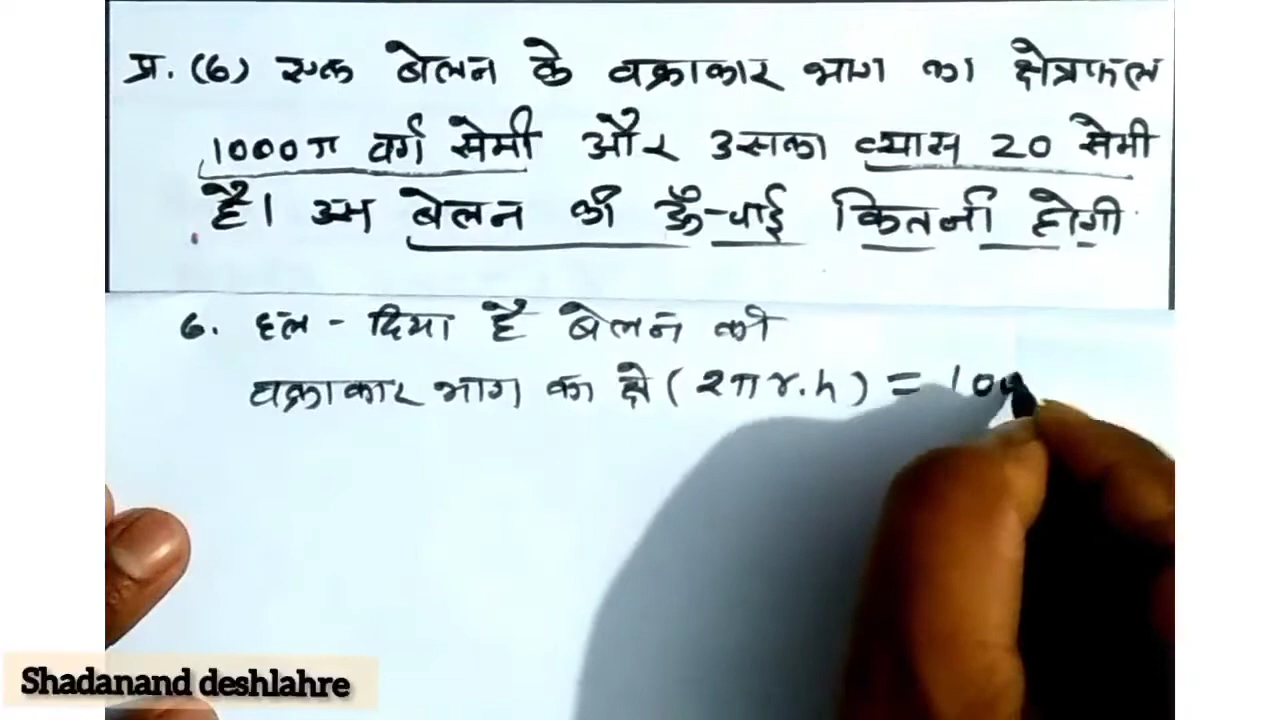 प्र. (6) एक बेलन के वक्राकार भाग का क्षेत्रफल
1000π वर्ग सेमी और उसका व्यास 20 सेमी
है। उस बेलन की ऊँचाई कितनी होगी
6. हल - दिया है बेलन की
वक्राकार भाग का क्षे (2πr.h) = 100
Shadanand deshlahre